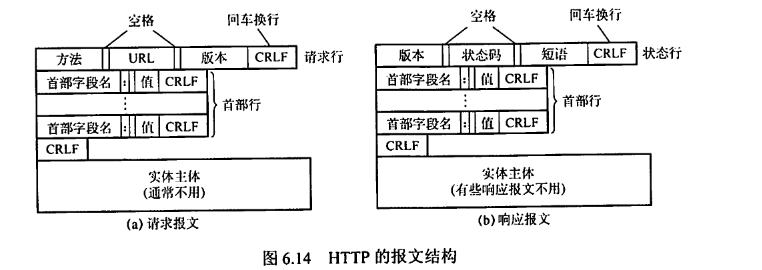 空格
回车换行
方法 URL 版本 CRLF 请求行
首部字段名 : 值 CRLF
⋮
首部字段名 : 值 CRLF
首部行
CRLF
实体主体
(通常不用)
(a) 请求报文
空格
回车换行
版本 状态码 短语 CRLF 状态行
首部字段名 : 值 CRLF
⋮
首部字段名 : 值 CRLF
首部行
CRLF
实体主体
(有些响应报文不用)
(b) 响应报文
图 6.14 HTTP 的报文结构